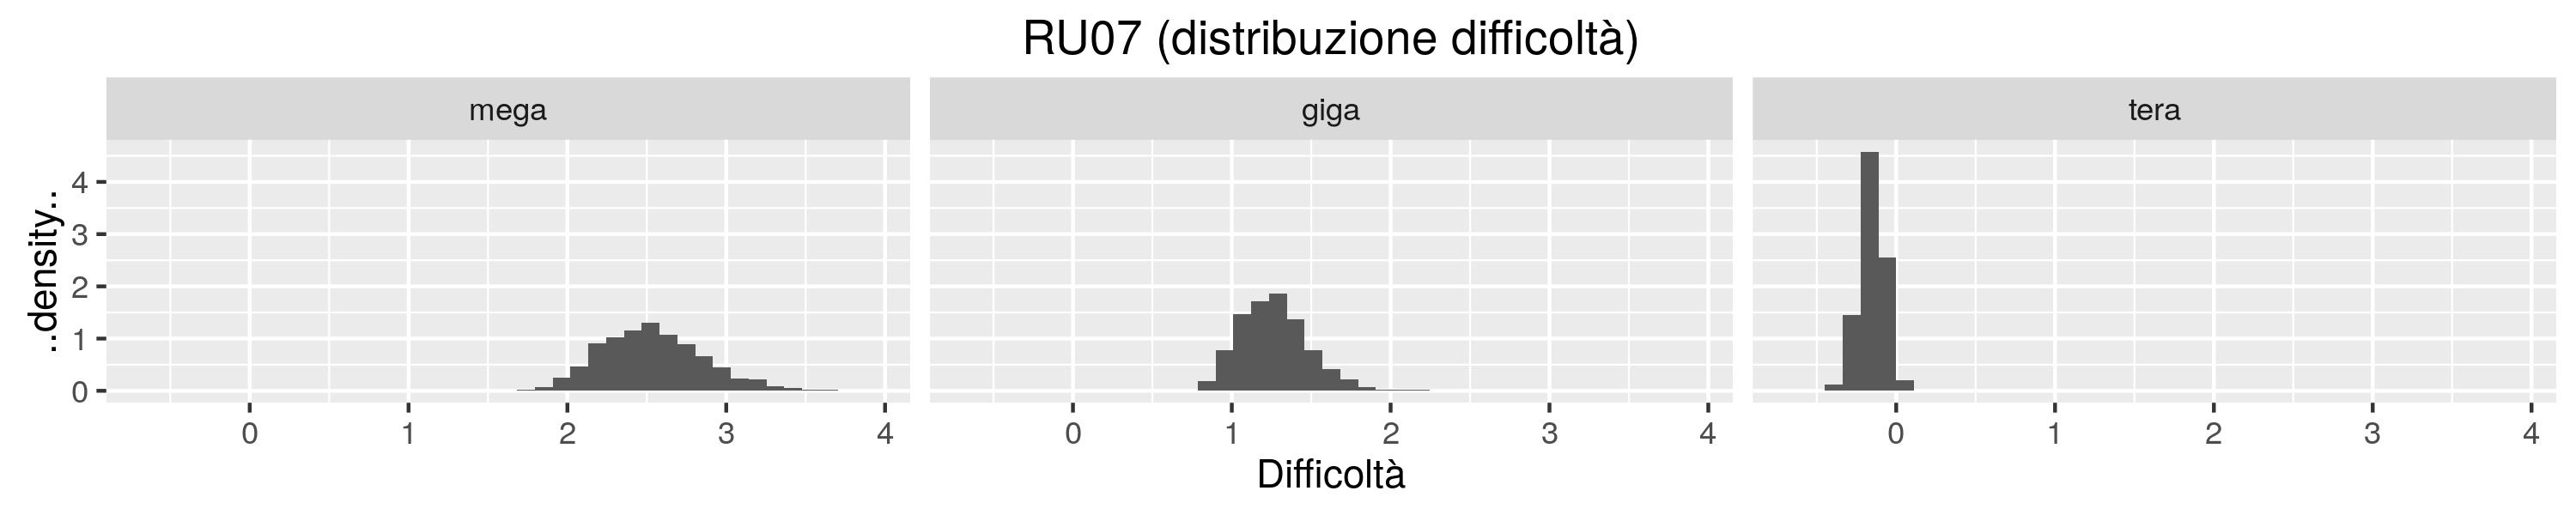 RU07 (distribuzione difficoltà)
mega giga tera
..density..
4
3
2
1
0
0 1 2 3 4 0 1 2 3 4 0 1 2 3 4
Difficoltà